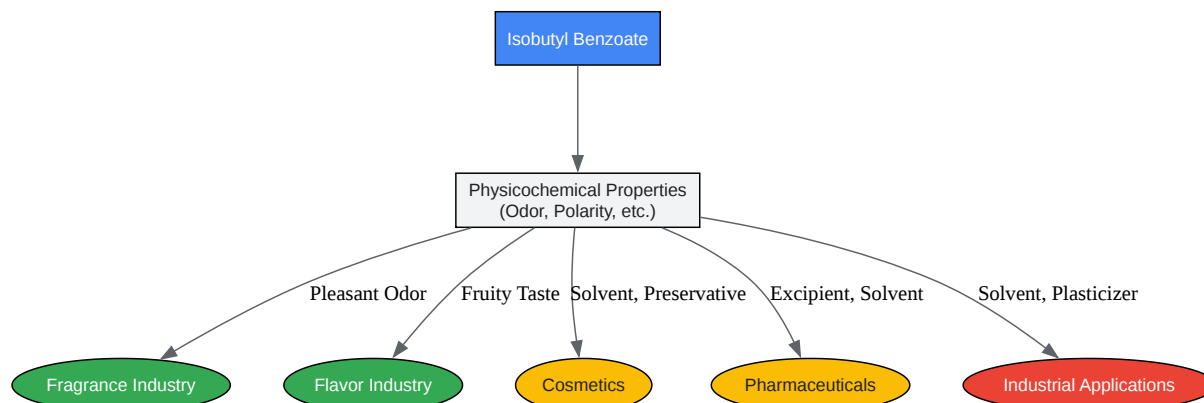 Isobutyl Benzoate
Physicochemical Properties
(Odor, Polarity, etc.)
Pleasant Odor
Fruity Taste
Solvent, Preservative
Excipient, Solvent
Solvent, Plasticizer
Fragrance Industry
Flavor Industry
Cosmetics
Pharmaceuticals
Industrial Applications